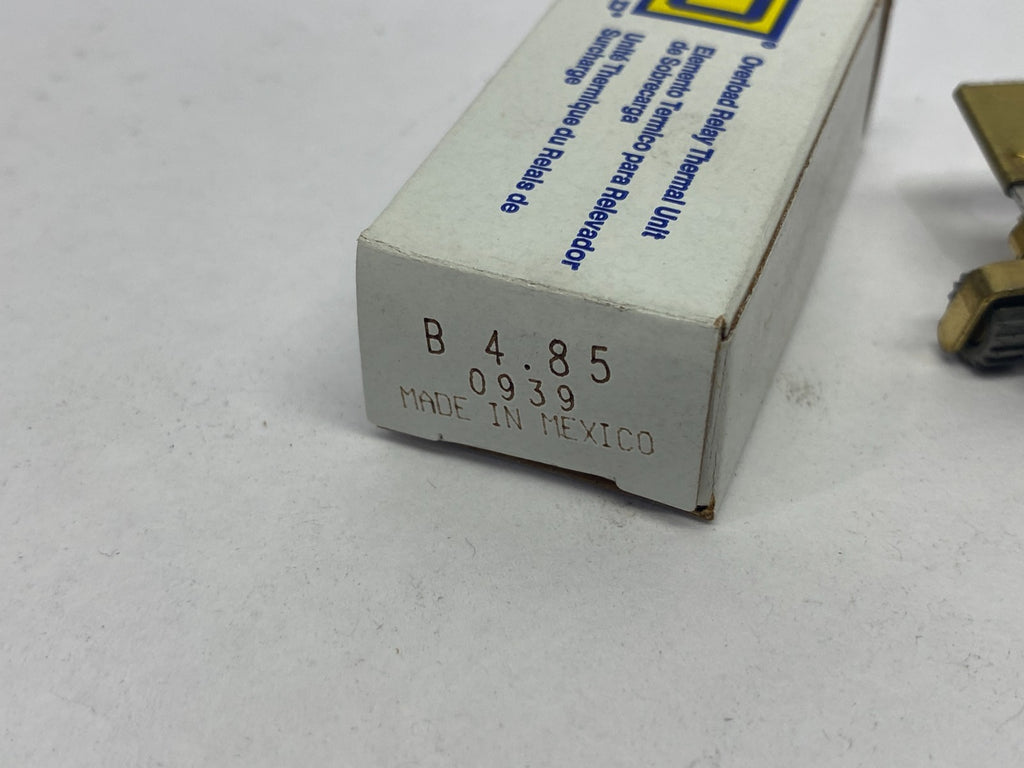 Overload Relay Thermal Unit
Elemento Termico para Relevador
de Sobrecarga
Unité Thermique du Relais de
Surcharge
B 4.85
0939
MADE IN MEXICO